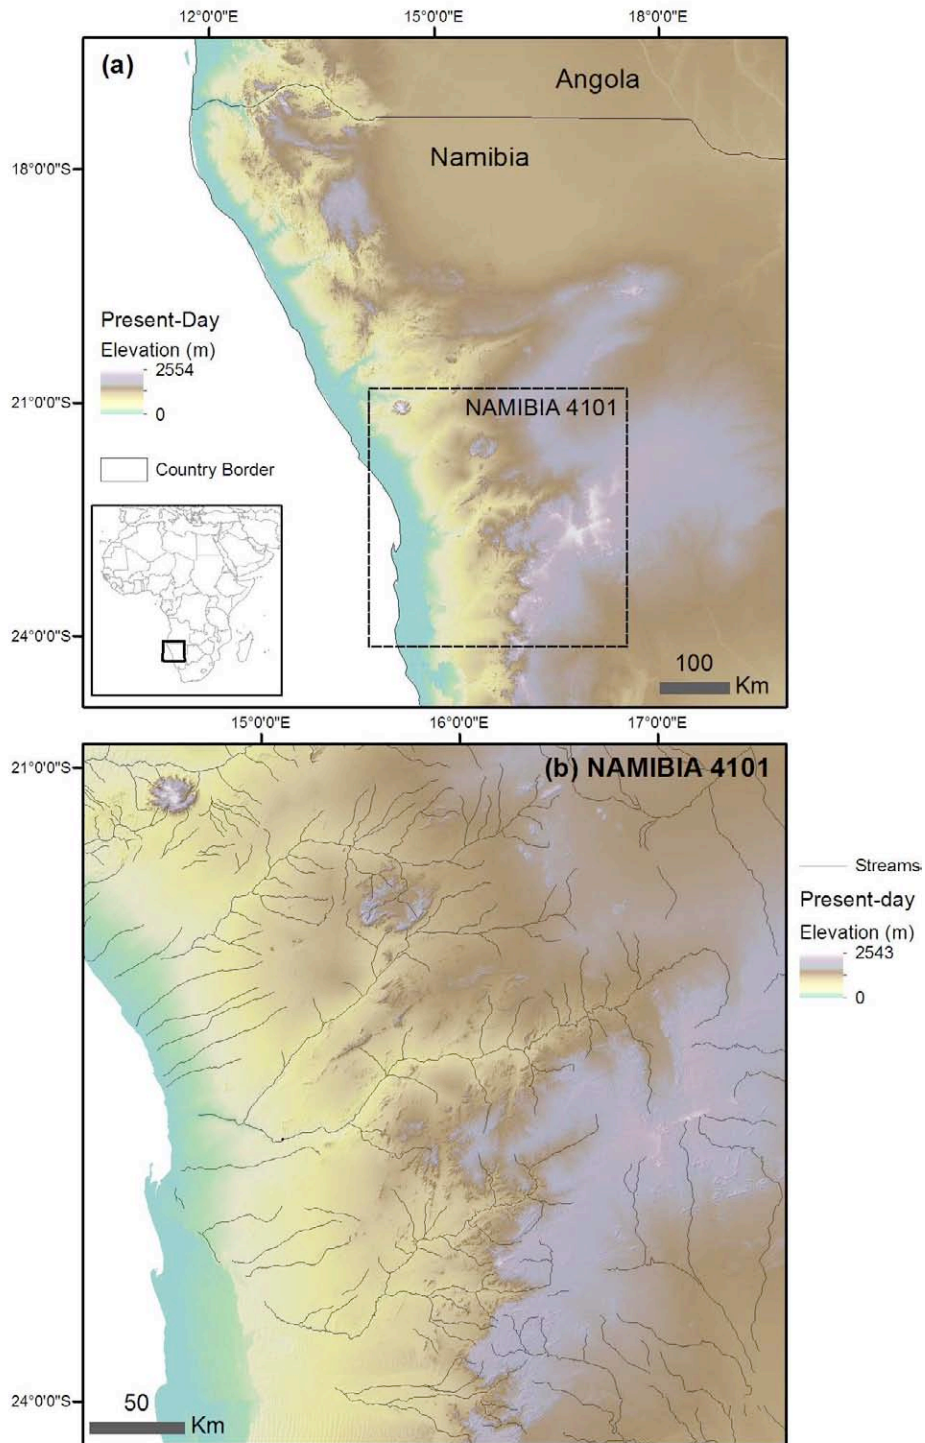 12°0'0"E 15°0'0"E 18°0'0"E
(a)
Angola
Namibia
18°0'0"S
Present-Day
Elevation (m)
2554
0
21°0'0"S
NAMIBIA 4101
Country Border
24°0'0"S
100
Km
15°0'0"E 16°0'0"E 17°0'0"E
21°0'0"S
(b) NAMIBIA 4101
Streams
Present-day
Elevation (m)
2543
0
24°0'0"S
50
Km